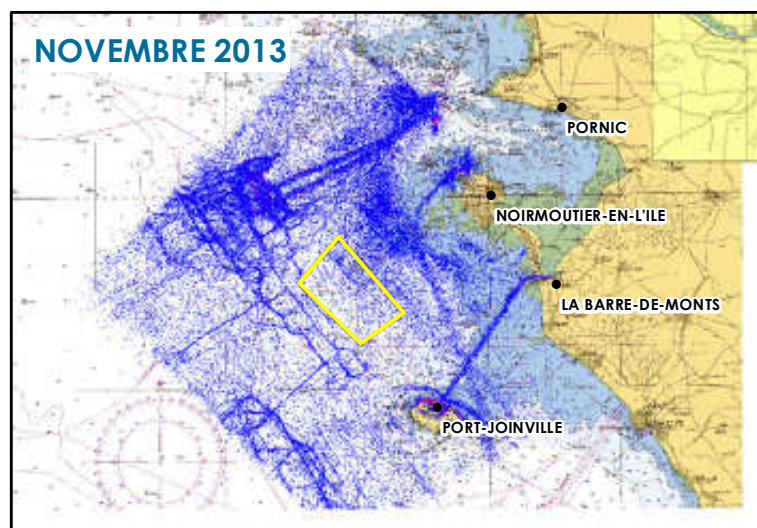 NOVEMBRE 2013
PORNIC
NOIRMOUTIER-EN-L'ILE
LA BARRE-DE-MONTS
PORT-JOINVILLE